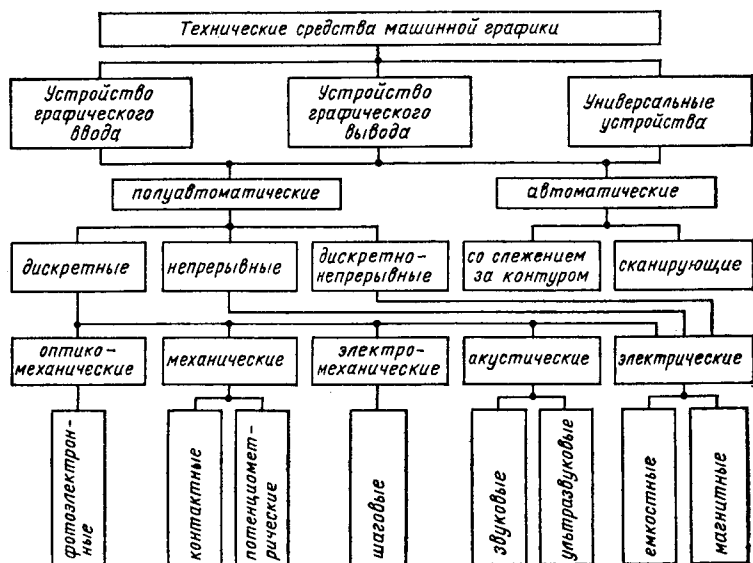 Технические средства машинной графики
Устройство
графического
ввода
Устройство
графического
вывода
Универсальные
устройства
полуавтоматические
автоматические
дискретные
непрерывные
дискретно-
непрерывные
со слежением
за контуром
сканирующие
оптико-
механические
механические
электро-
механические
акустические
электрические
фотоэлектрон-
ные
контактные
потенциомет-
рические
шаговые
звуковые
ультразвуковые
емкостные
магнитные